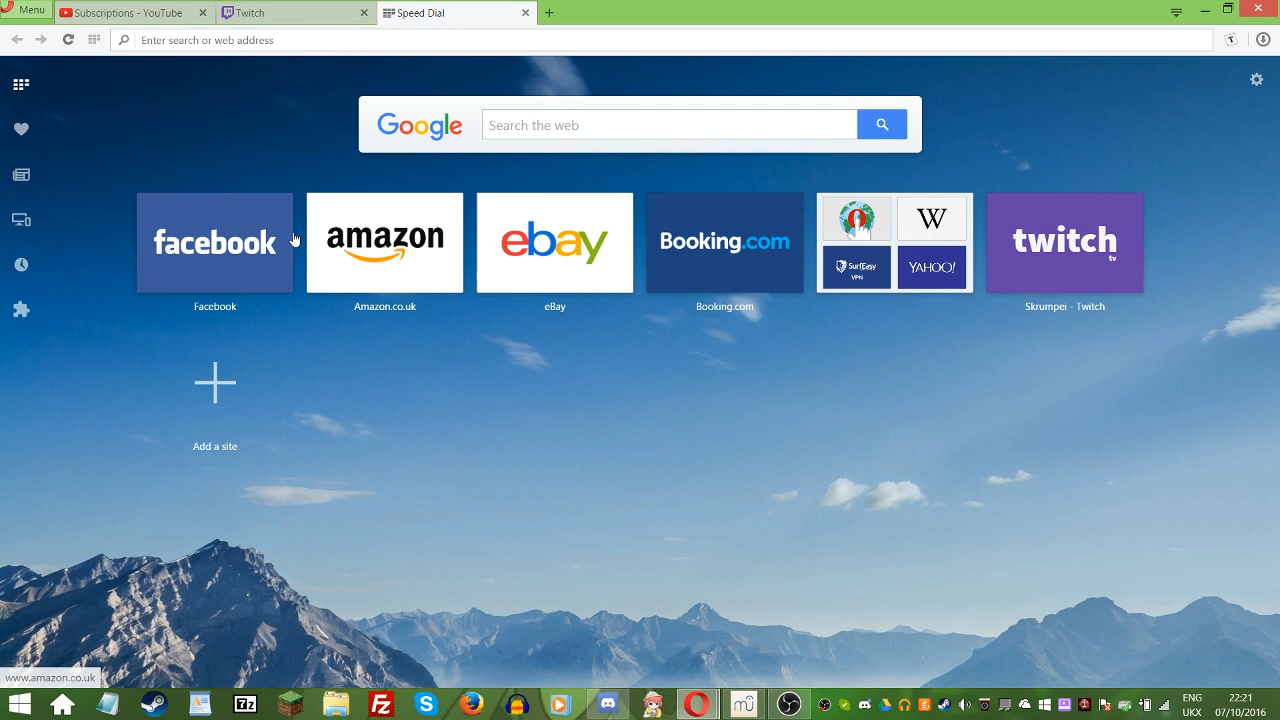 Menu
Subscriptions - YouTube
Twitch
Speed Dial
Enter search or web address
T
Google
Search the web
facebook
amazon
ebay
Booking.com
W
SurfEasy
VPN
YAHOO!
twitch
tv
Facebook
Amazon.co.uk
eBay
Booking.com
Skrumpei - Twitch
Add a site
www.amazon.co.uk
7z
FZ
S
ENG
UKX
22:21
07/10/2016